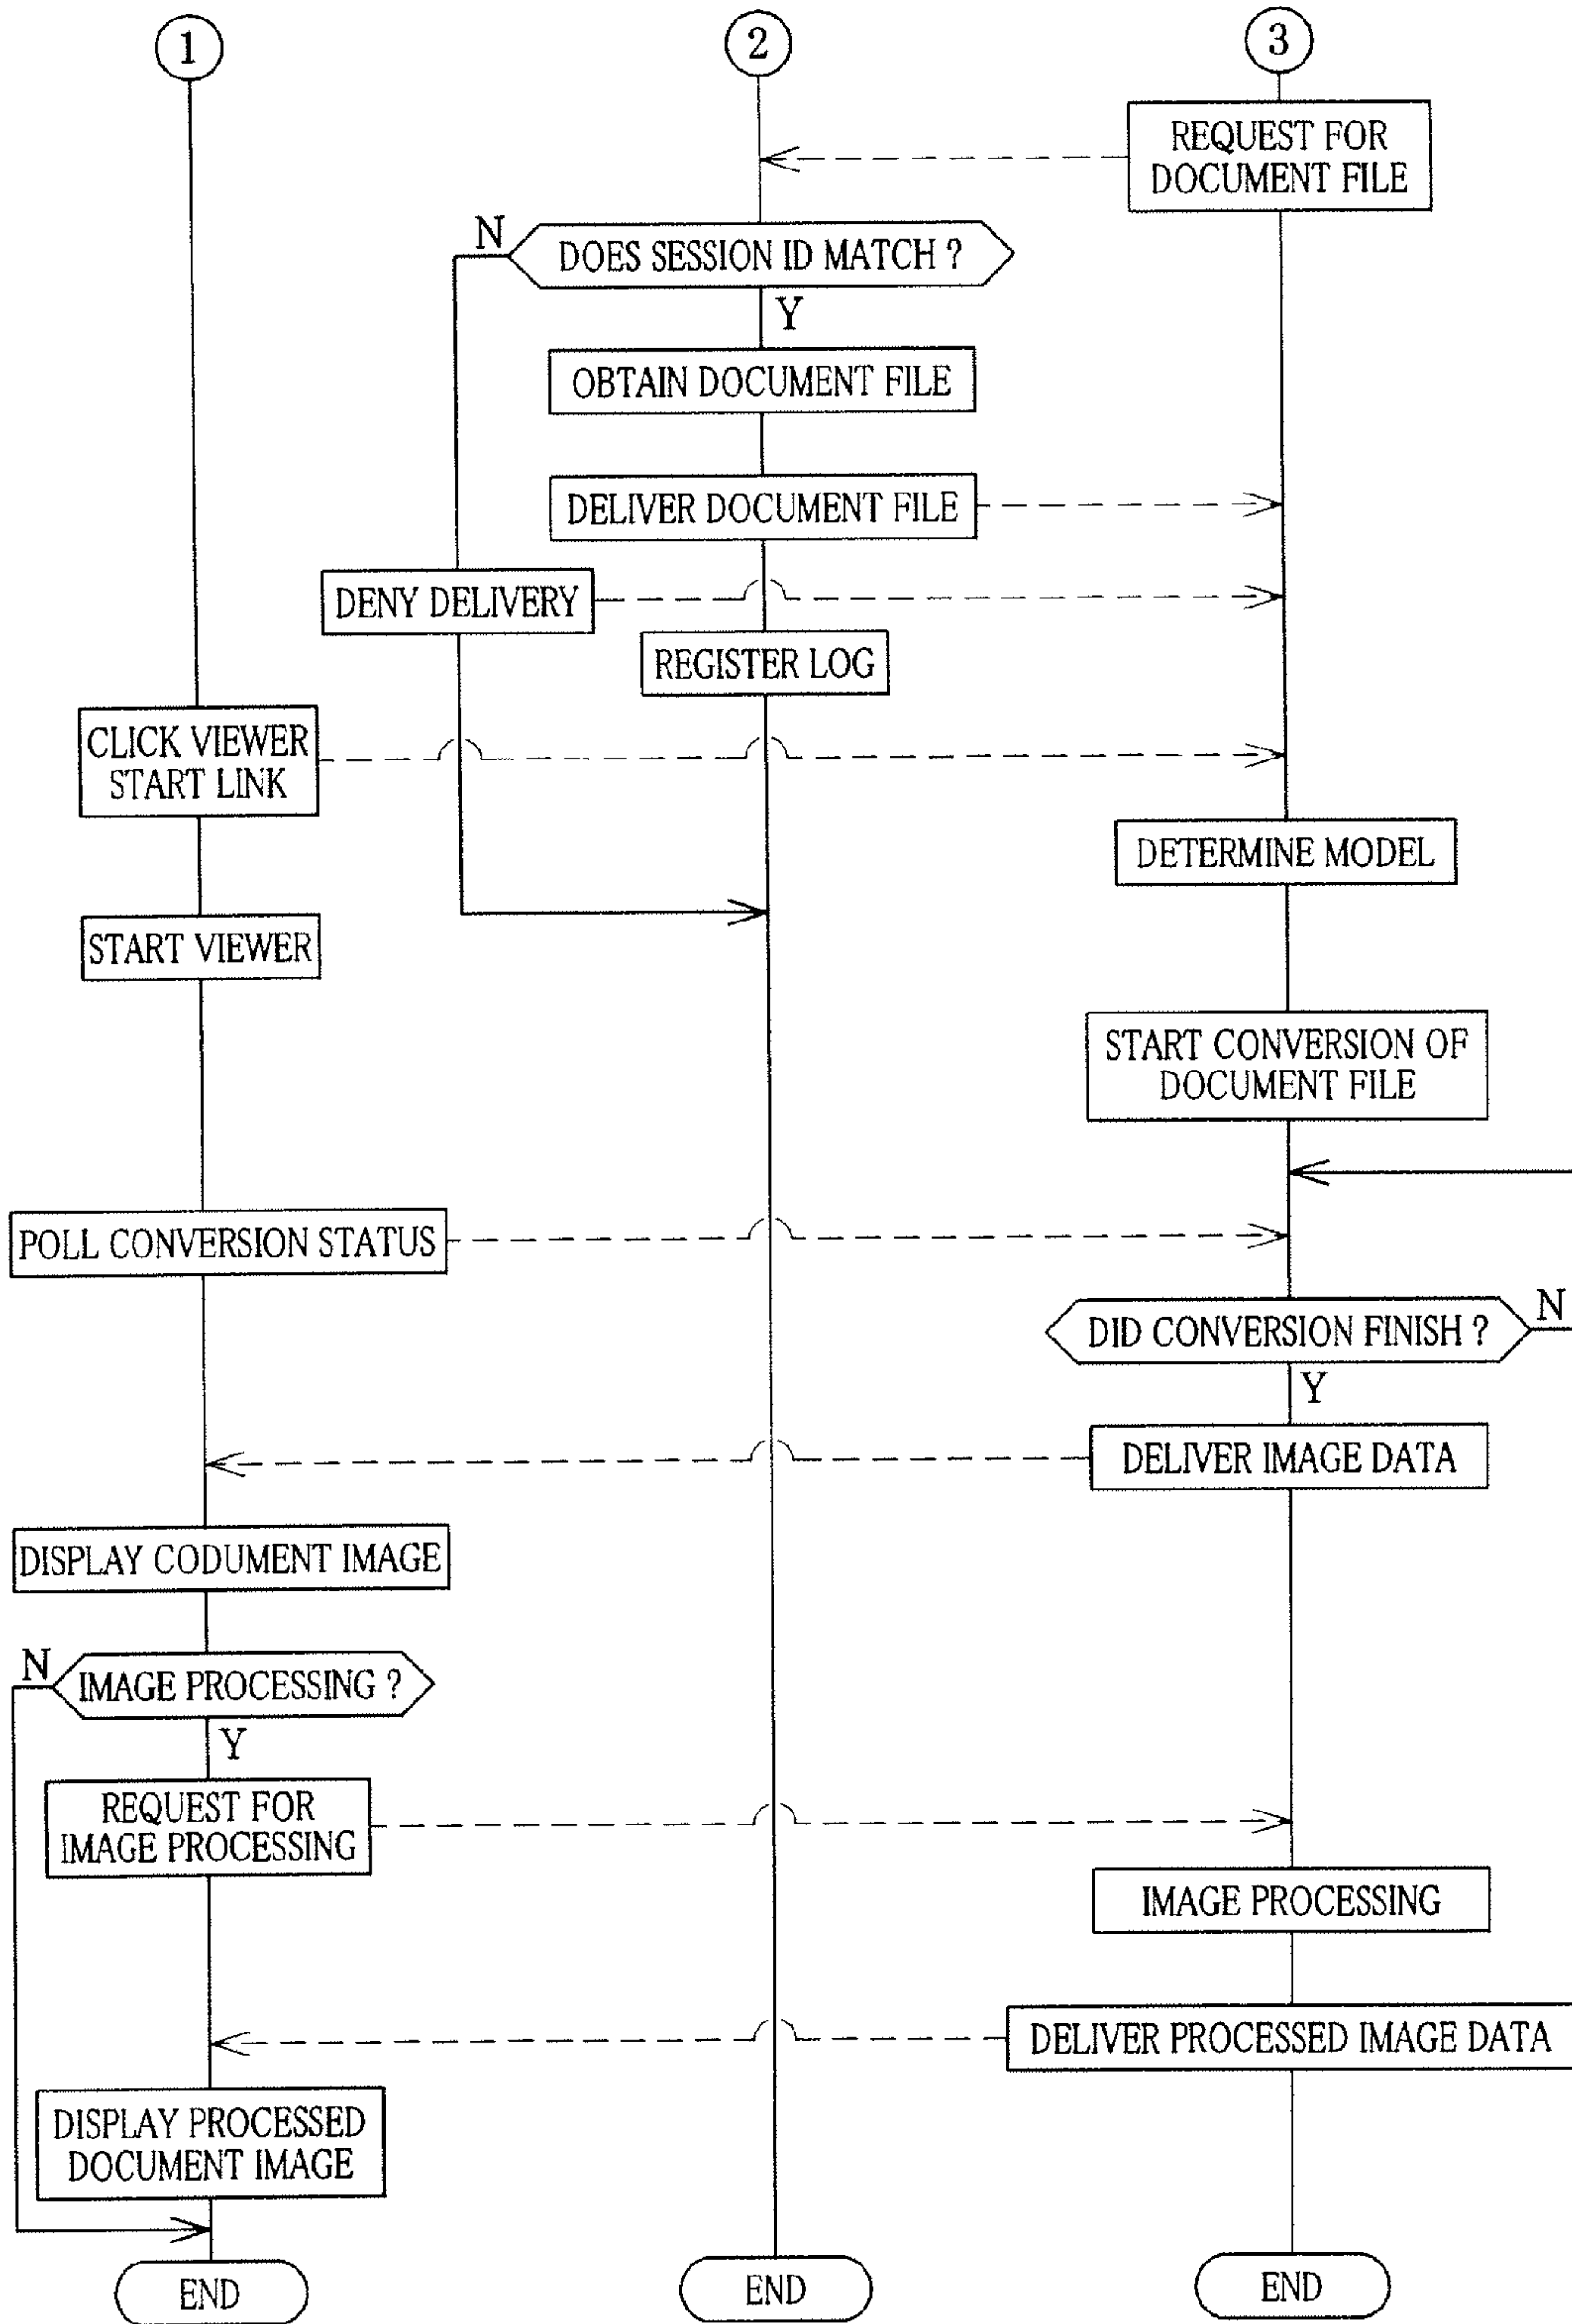 1
2
3
REQUEST FOR
DOCUMENT FILE
N
DOES SESSION ID MATCH ?
Y
OBTAIN DOCUMENT FILE
DELIVER DOCUMENT FILE
DENY DELIVERY
REGISTER LOG
CLICK VIEWER
START LINK
DETERMINE MODEL
START VIEWER
START CONVERSION OF
DOCUMENT FILE
POLL CONVERSION STATUS
DID CONVERSION FINISH ?
N
Y
DELIVER IMAGE DATA
DISPLAY CODUMENT IMAGE
N
IMAGE PROCESSING ?
Y
REQUEST FOR
IMAGE PROCESSING
IMAGE PROCESSING
DELIVER PROCESSED IMAGE DATA
DISPLAY PROCESSED
DOCUMENT IMAGE
END
END
END